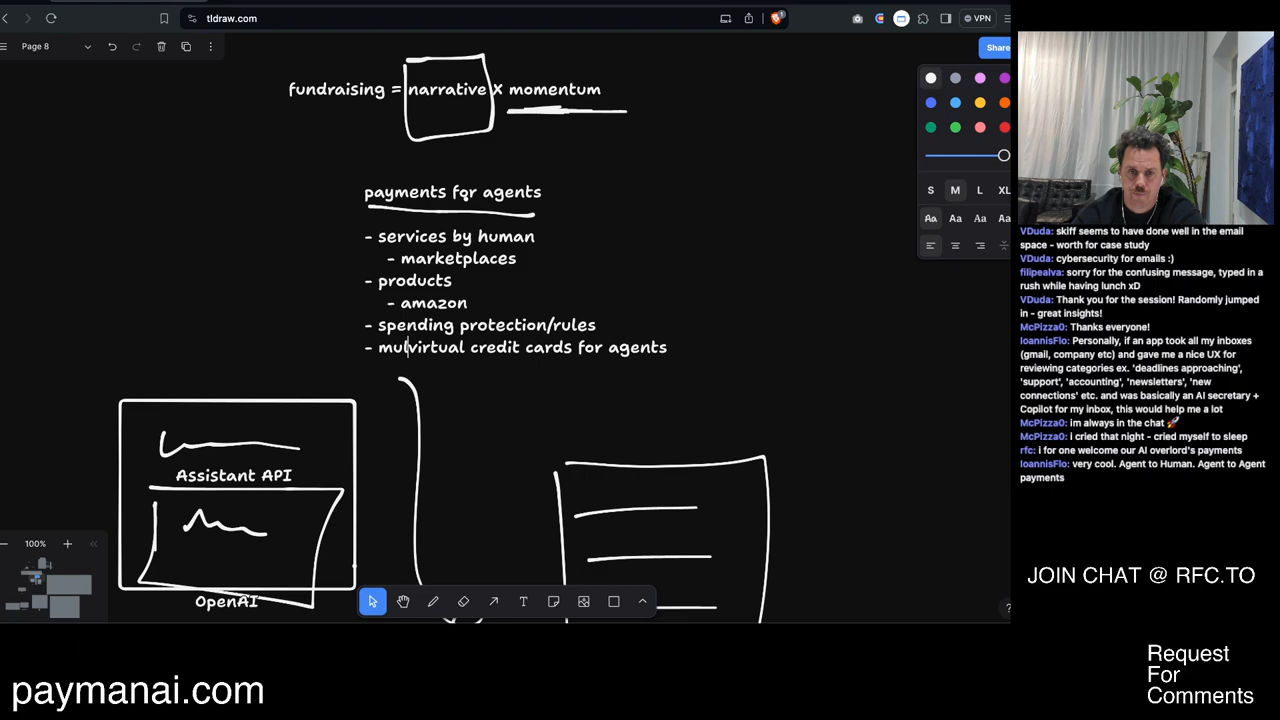 tldraw.com
VPN
Page 8
Share
fundraising = narrative x momentum
payments for agents
- services by human
- marketplaces
- products
- amazon
- spending protection/rules
- mulvirtual credit cards for agents
Assistant API
OpenAI
S M L XL
Aa Aa Aa Aa
100%
?
VDuda: skiff seems to have done well in the email
space - worth for case study
VDuda: cybersecurity for emails :)
filipealva: sorry for the confusing message, typed in a
rush while having lunch xD
VDuda: Thank you for the session! Randomly jumped
in - great insights!
McPizza0: Thanks everyone!
IoannisFlo: Personally, if an app took all my inboxes
(gmail, company etc) and gave me a nice UX for
reviewing categories ex. 'deadlines approaching',
'support', 'accounting', 'newsletters', 'new
connections' etc. and was basically an AI secretary +
Copilot for my inbox, this would help me a lot
McPizza0: im always in the chat 🚀
McPizza0: i cried that night - cried myself to sleep
rfc: i for one welcome our AI overlord's payments
IoannisFlo: very cool. Agent to Human. Agent to Agent
payments
JOIN CHAT @ RFC.TO
Request
For
Comments
paymanai.com